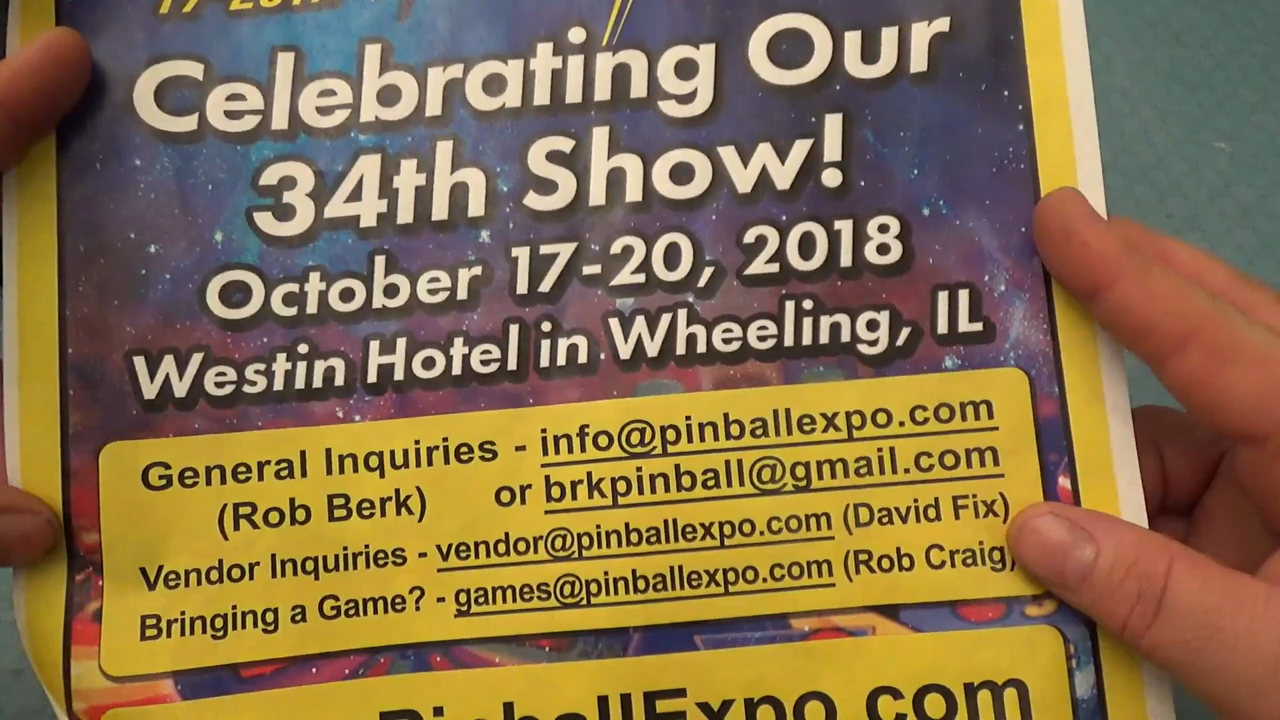 Celebrating Our
34th Show!
October 17-20, 2018
Westin Hotel in Wheeling, IL
General Inquiries - info@pinballexpo.com
(Rob Berk) or brkpinball@gmail.com
Vendor Inquiries - vendor@pinballexpo.com (David Fix)
Bringing a Game? - games@pinballexpo.com (Rob Craig)
PinballExpo.com